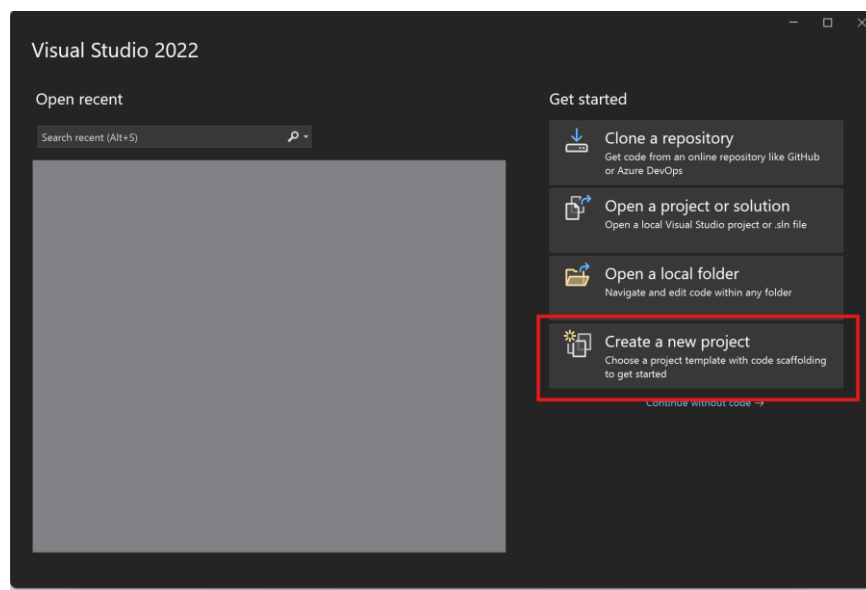 Visual Studio 2022
Open recent
Search recent (Alt+S)
Get started
Clone a repository
Get code from an online repository like GitHub
or Azure DevOps
Open a project or solution
Open a local Visual Studio project or .sln file
Open a local folder
Navigate and edit code within any folder
Create a new project
Choose a project template with code scaffolding
to get started
Continue without code →